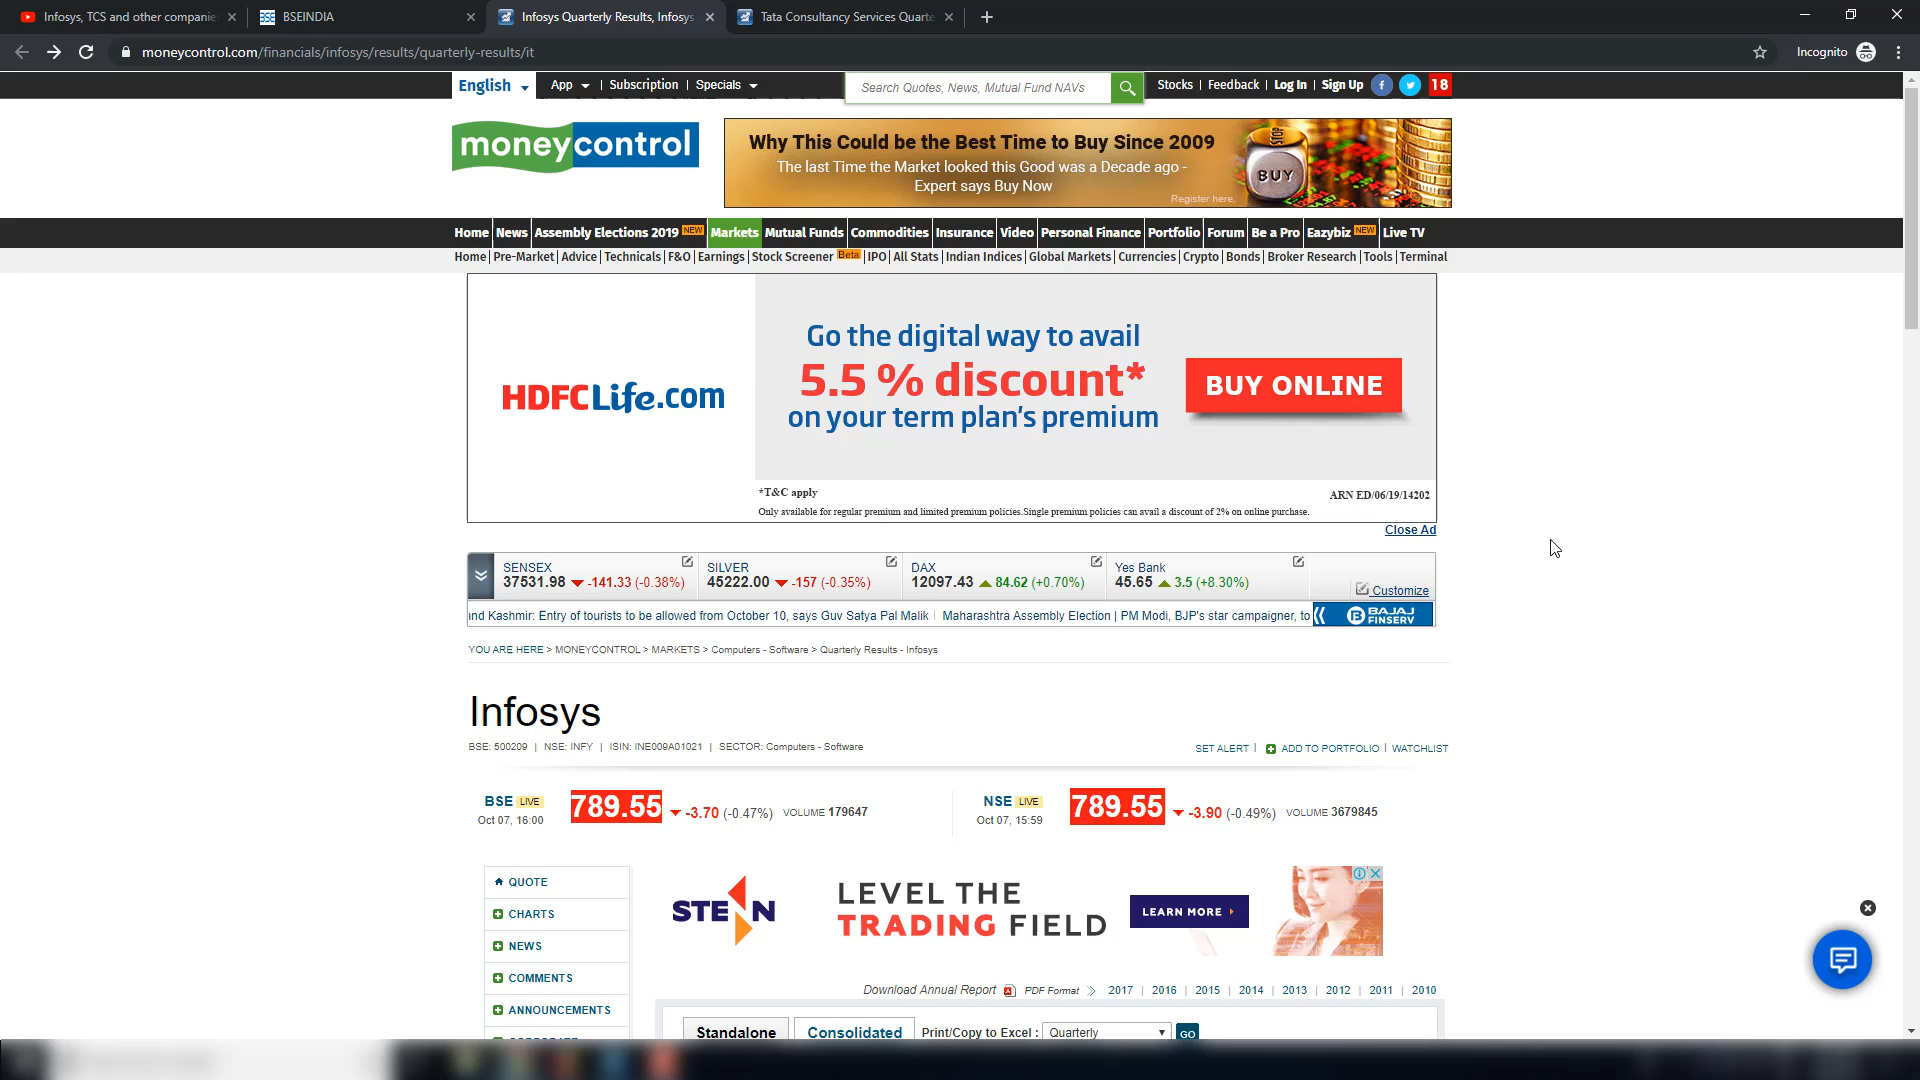 Infosys, TCS and other companie
BSEINDIA
Infosys Quarterly Results, Infosys
Tata Consultancy Services Quarte
moneycontrol.com/financials/infosys/results/quarterly-results/it
Incognito
English
App | Subscription | Specials
Search Quotes, News, Mutual Fund NAVs
Stocks | Feedback | Log In | Sign Up
18
moneycontrol
Why This Could be the Best Time to Buy Since 2009
The last Time the Market looked this Good was a Decade ago -
Expert says Buy Now
Register here.
STOP
BUY
Home News Assembly Elections 2019 NEW Markets Mutual Funds Commodities Insurance Video Personal Finance Portfolio Forum Be a Pro Eazybiz NEW Live TV
Home | Pre-Market | Advice | Technicals | F&O | Earnings | Stock Screener Beta | IPO | All Stats | Indian Indices | Global Markets | Currencies | Crypto | Bonds | Broker Research | Tools | Terminal
Go the digital way to avail
5.5 % discount*
on your term plan's premium
HDFCLife.com
BUY ONLINE
*T&C apply
ARN ED/06/19/14202
Only available for regular premium and limited premium policies.Single premium policies can avail a discount of 2% on online purchase.
Close Ad
SENSEX
37531.98 -141.33 (-0.38%)
SILVER
45222.00 -157 (-0.35%)
DAX
12097.43 84.62 (+0.70%)
Yes Bank
45.65 3.5 (+8.30%)
Customize
ind Kashmir: Entry of tourists to be allowed from October 10, says Guv Satya Pal Malik | Maharashtra Assembly Election | PM Modi, BJP's star campaigner, to
BAJAJ
FINSERV
YOU ARE HERE > MONEYCONTROL > MARKETS > Computers - Software > Quarterly Results - Infosys
Infosys
BSE: 500209 | NSE: INFY | ISIN: INE009A01021 | SECTOR: Computers - Software
SET ALERT | ADD TO PORTFOLIO | WATCHLIST
BSE LIVE
Oct 07, 16:00
789.55 -3.70 (-0.47%) VOLUME 179647
NSE LIVE
Oct 07, 15:59
789.55 -3.90 (-0.49%) VOLUME 3679845
QUOTE
CHARTS
NEWS
COMMENTS
ANNOUNCEMENTS
STEN
LEVEL THE
TRADING FIELD
LEARN MORE
Download Annual Report PDF Format 2017 | 2016 | 2015 | 2014 | 2013 | 2012 | 2011 | 2010
Standalone
Consolidated
Print/Copy to Excel :
Quarterly
GO